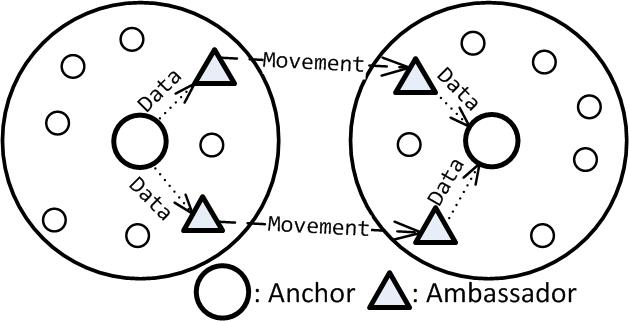 Data
Movement
Data
Data
Movement
Data
: Anchor
: Ambassador